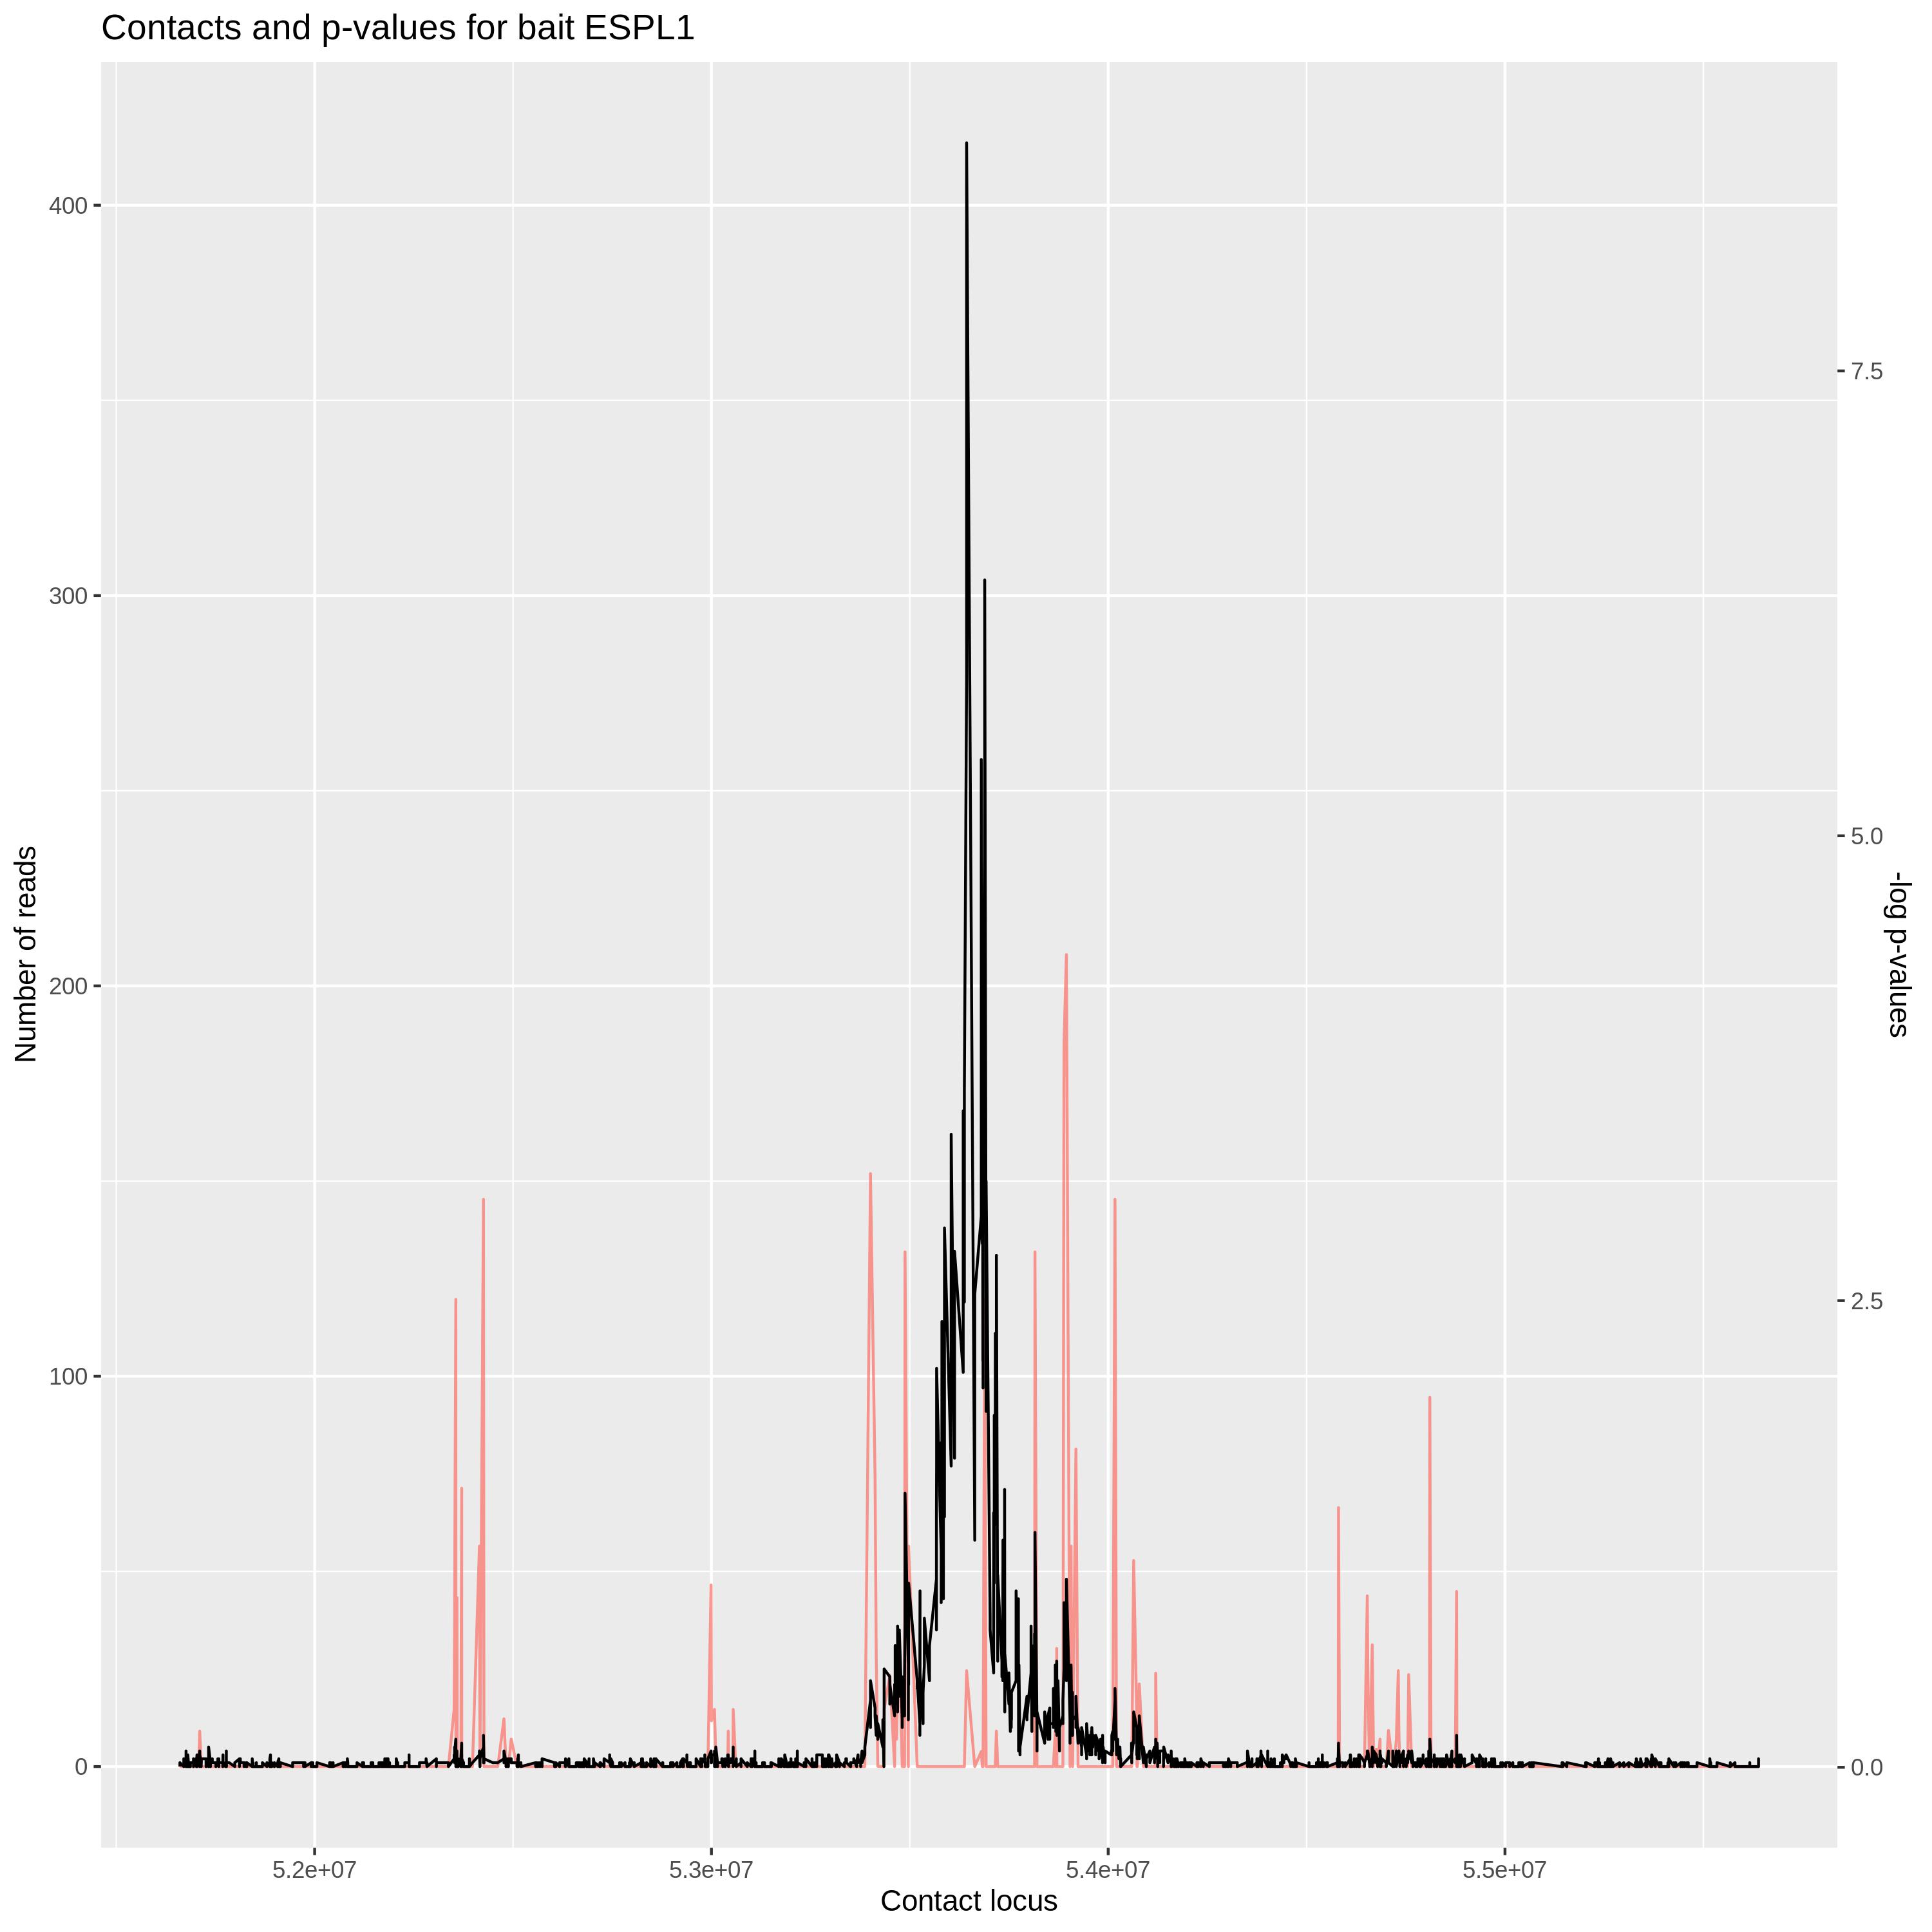 Contacts and p-values for bait ESPL1
400
300
200
100
0
Number of reads
7.5
5.0
2.5
0.0
-log p-values
5.2e+07
5.3e+07
5.4e+07
5.5e+07
Contact locus